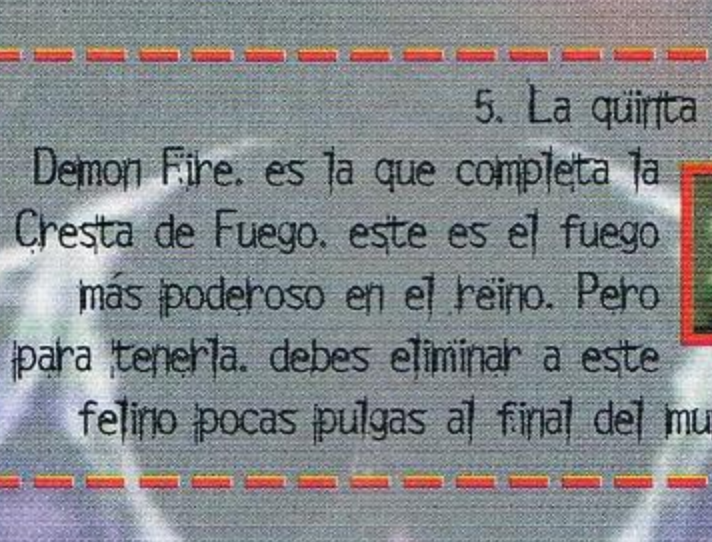 5. La quinta
Demon Fire, es la que completa la
Cresta de Fuego, este es el fuego
más poderoso en el reino. Pero
para tenerla, debes eliminar a este
felino pocas pulgas al final del